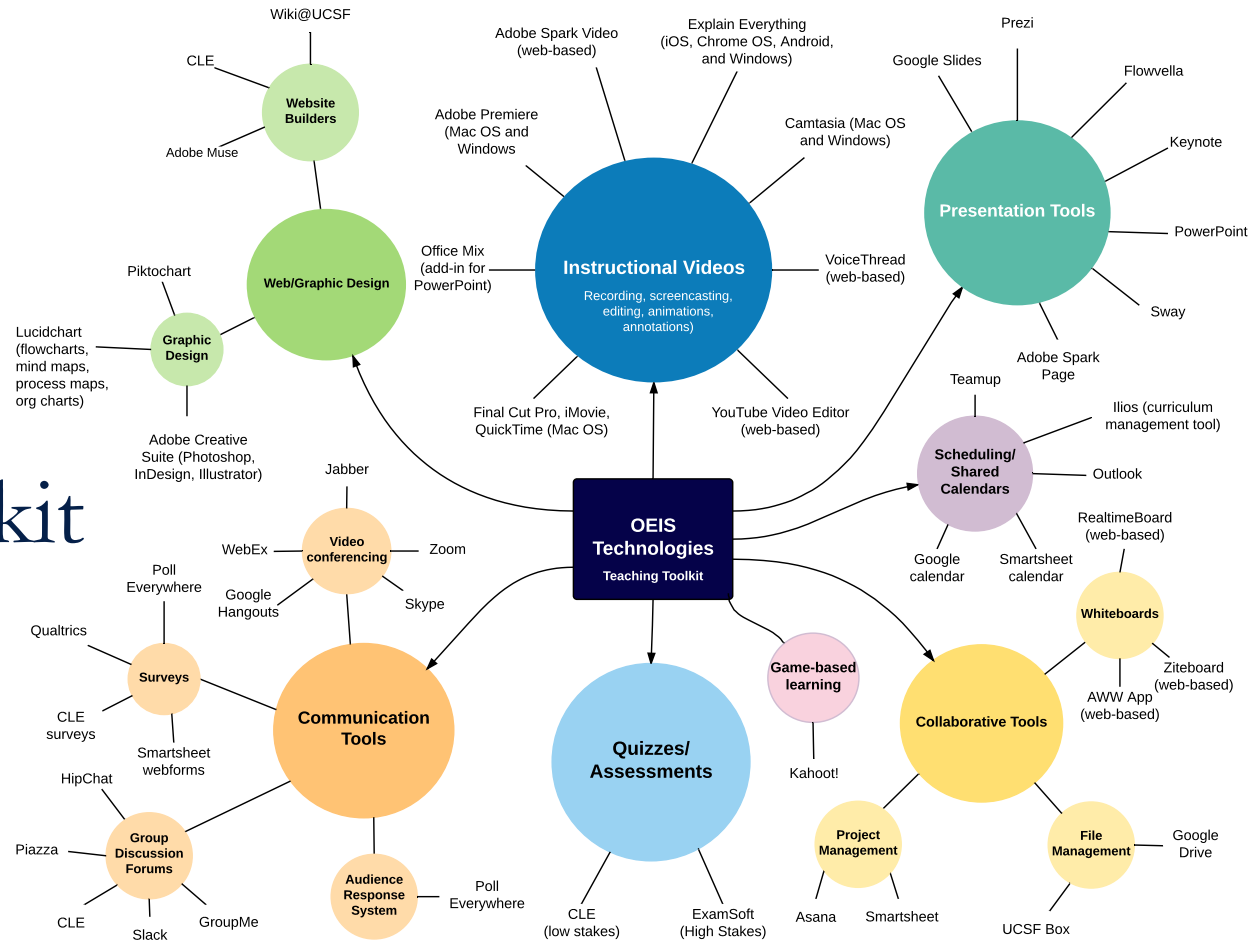 Wiki@UCSF
CLE
Website
Builders
Adobe Muse
Web/Graphic Design
Piktochart
Lucidchart
(flowcharts,
mind maps,
process maps,
org charts)
Graphic
Design
Adobe Creative
Suite (Photoshop,
InDesign, Illustrator)
Adobe Spark Video
(web-based)
Explain Everything
(iOS, Chrome OS, Android,
and Windows)
Adobe Premiere
(Mac OS and
Windows
Camtasia (Mac OS
and Windows)
Office Mix
(add-in for
PowerPoint)
Instructional Videos
Recording, screencasting,
editing, animations,
annotations)
VoiceThread
(web-based)
Final Cut Pro, iMovie,
QuickTime (Mac OS)
YouTube Video Editor
(web-based)
Prezi
Google Slides
Flowvella
Keynote
Presentation Tools
PowerPoint
Sway
Adobe Spark
Page
Teamup
Ilios (curriculum
management tool)
Scheduling/
Shared
Calendars
Outlook
Google
calendar
Smartsheet
calendar
kit
OEIS
Technologies
Teaching Toolkit
Jabber
WebEx
Video
conferencing
Zoom
Google
Hangouts
Skype
Poll
Everywhere
Qualtrics
Surveys
CLE
surveys
Smartsheet
webforms
Communication
Tools
HipChat
Piazza
Group
Discussion
Forums
CLE
Slack
GroupMe
Audience
Response
System
Poll
Everywhere
Quizzes/
Assessments
CLE
(low stakes)
ExamSoft
(High Stakes)
Game-based
learning
Kahoot!
RealtimeBoard
(web-based)
Whiteboards
Ziteboard
(web-based)
AWW App
(web-based)
Collaborative Tools
Project
Management
Asana
Smartsheet
File
Management
Google
Drive
UCSF Box